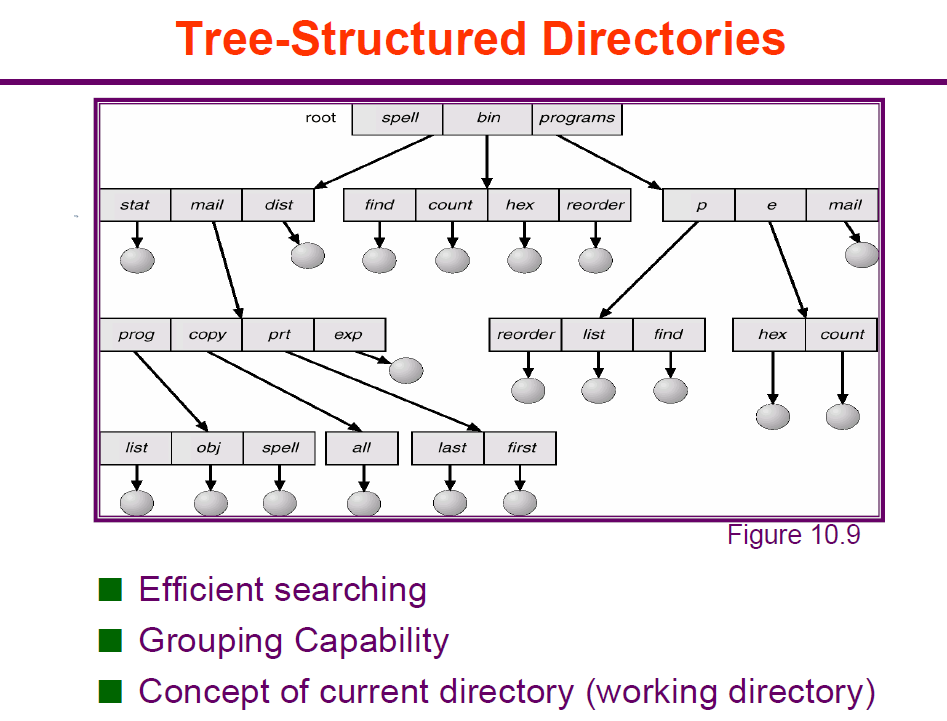 Tree-Structured Directories
root spell bin programs
stat mail dist find count hex reorder p e mail
prog copy prt exp reorder list find hex count
list obj spell all last first
Figure 10.9
Efficient searching
Grouping Capability
Concept of current directory (working directory)